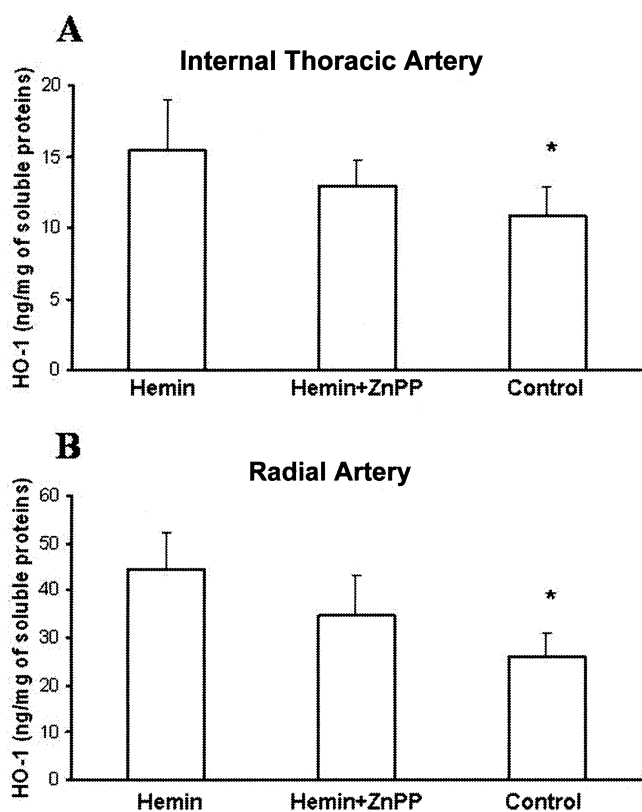 A
Internal Thoracic Artery
HO-1 (ng/mg of soluble proteins)
20
15
10
5
0
*
Hemin Hemin+ZnPP Control
B
Radial Artery
HO-1 (ng/mg of soluble proteins)
60
50
40
30
20
10
0
*
Hemin Hemin+ZnPP Control